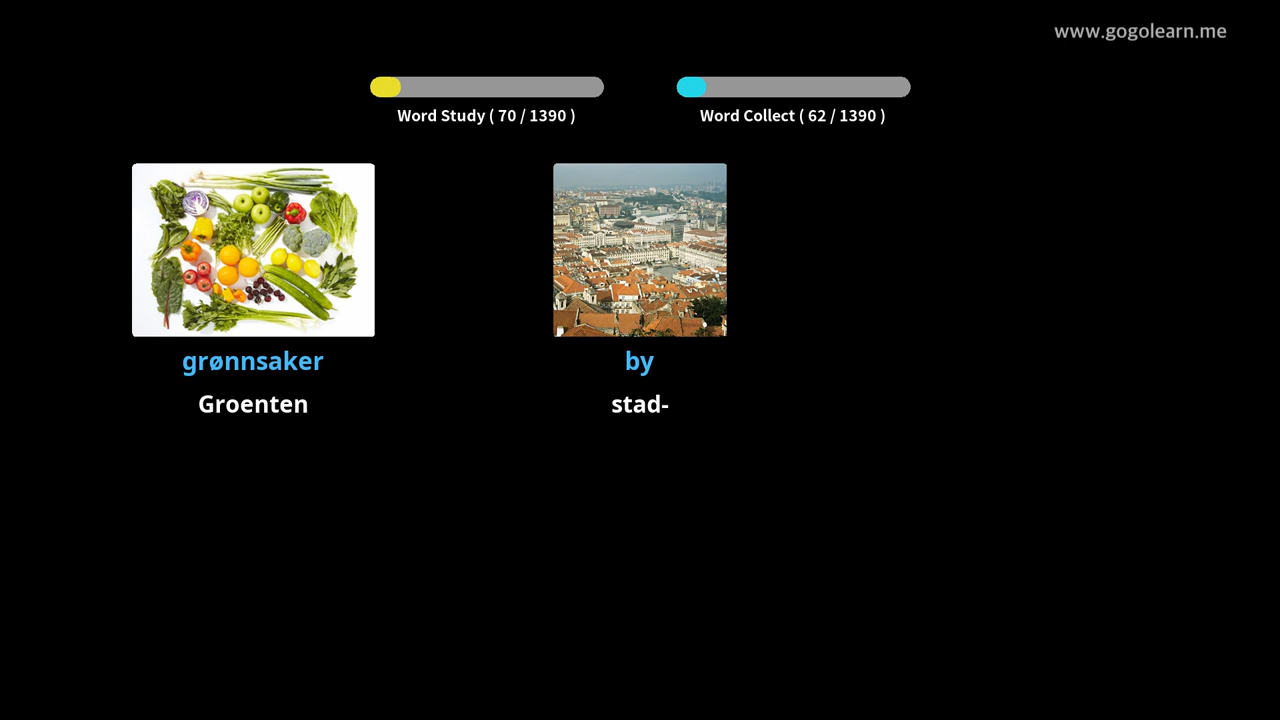 www.gogolearn.me
Word Study ( 70 / 1390 )
Word Collect ( 62 / 1390 )
grønnsaker
by
Groenten
stad-